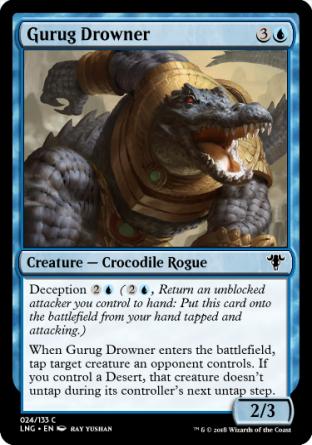 Gurug Drowner 3
Creature — Crocodile Rogue
Deception 2 ( 2 , Return an unblocked
attacker you control to hand: Put this card onto
the battlefield from your hand tapped and
attacking.)
When Gurug Drowner enters the battlefield,
tap target creature an opponent controls. If
you control a Desert, that creature doesn't
untap during its controller's next untap step.
2/3
024/133 C
LNG • EN RAY YUSHAN
™ & © 2018 Wizards of the Coast